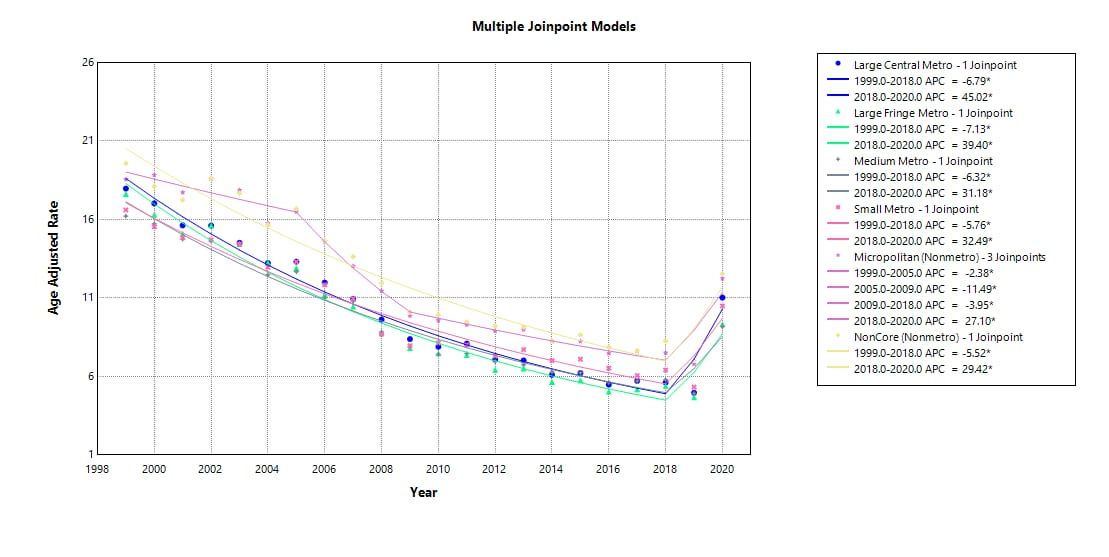 Multiple Joinpoint Models
Age Adjusted Rate
26
21
16
11
6
1
1998
2000
2002
2004
2006
2008
2010
2012
2014
2016
2018
2020
Year
Large Central Metro - 1 Joinpoint
1999.0-2018.0 APC = -6.79*
2018.0-2020.0 APC = 45.02*
Large Fringe Metro - 1 Joinpoint
1999.0-2018.0 APC = -7.13*
2018.0-2020.0 APC = 39.40*
Medium Metro - 1 Joinpoint
1999.0-2018.0 APC = -6.32*
2018.0-2020.0 APC = 31.18*
Small Metro - 1 Joinpoint
1999.0-2018.0 APC = -5.76*
2018.0-2020.0 APC = 32.49*
Micropolitan (Nonmetro) - 3 Joinpoints
1999.0-2005.0 APC = -2.38*
2005.0-2009.0 APC = -11.49*
2009.0-2018.0 APC = -3.95*
2018.0-2020.0 APC = 27.10*
NonCore (Nonmetro) - 1 Joinpoint
1999.0-2018.0 APC = -5.52*
2018.0-2020.0 APC = 29.42*